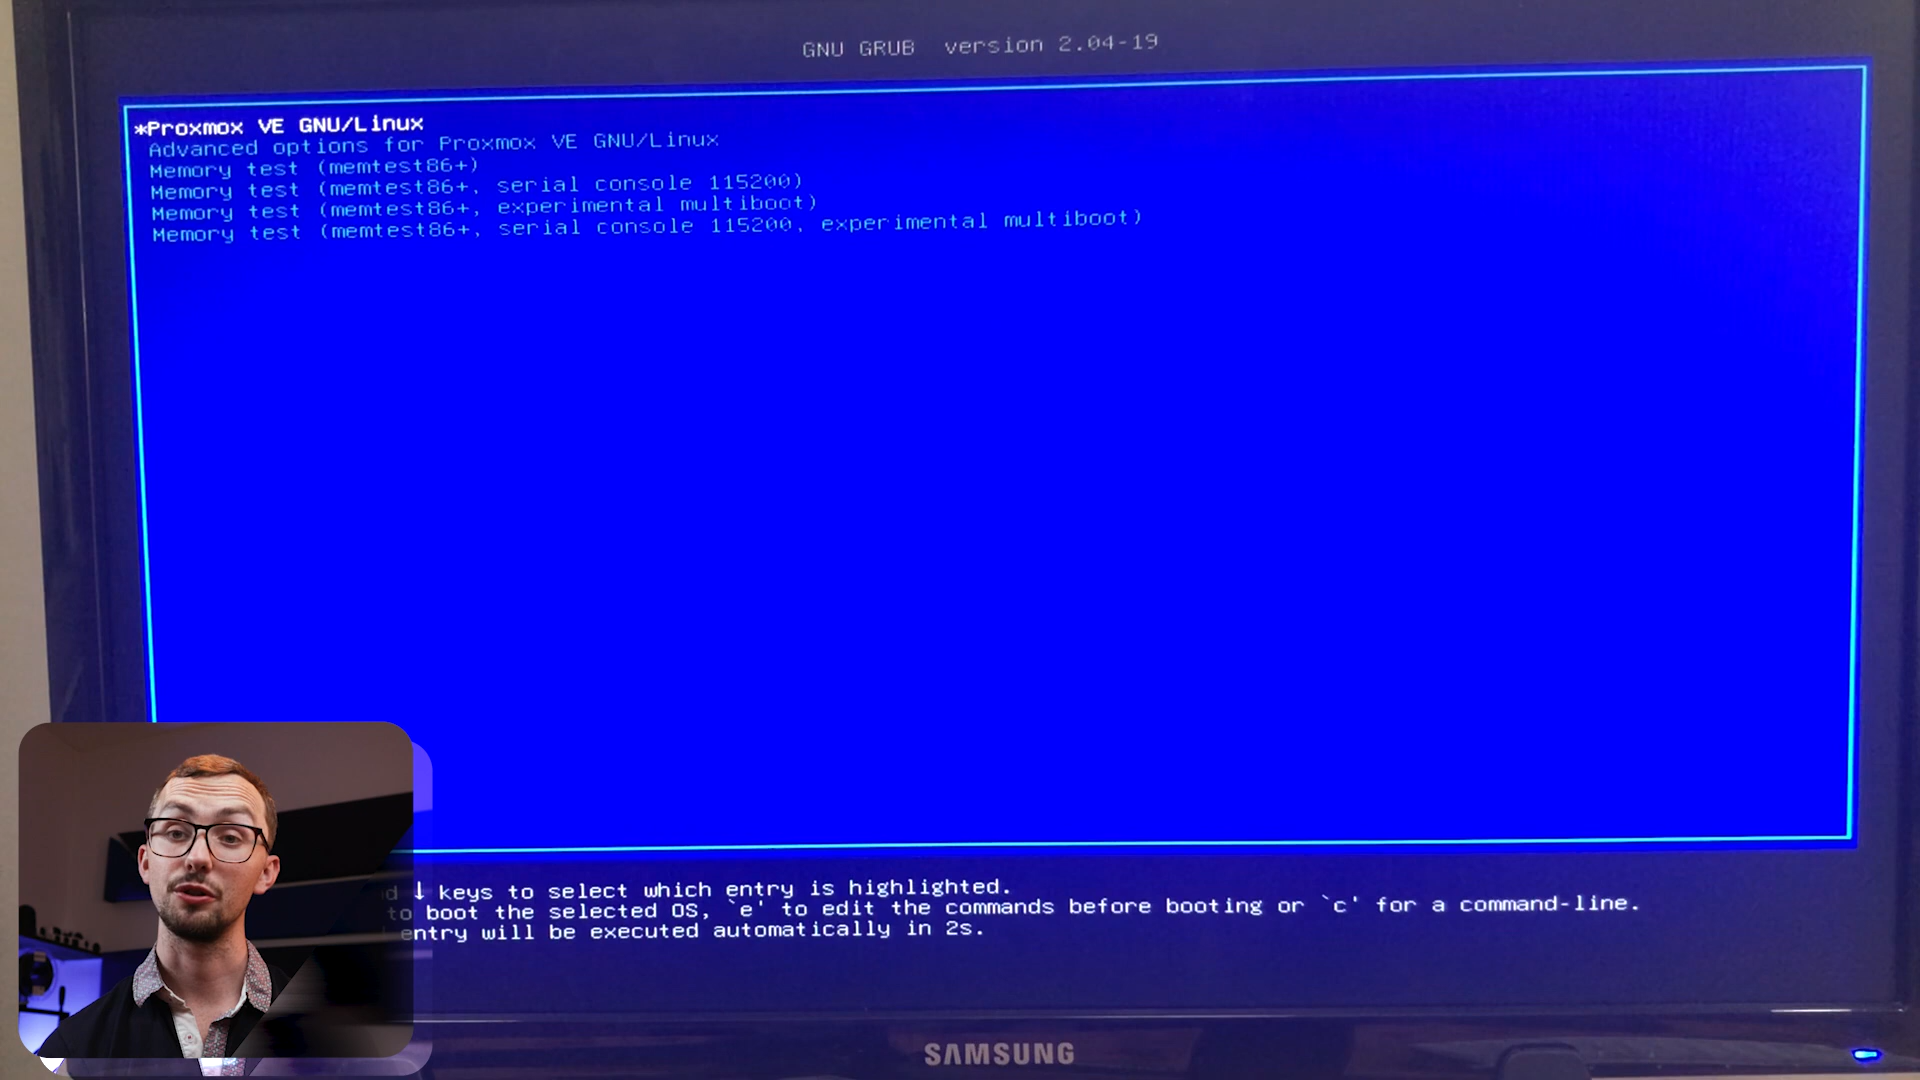 GNU GRUB version 2.04-19
*Proxmox VE GNU/Linux
Advanced options for Proxmox VE GNU/Linux
Memory test (memtest86+)
Memory test (memtest86+, serial console 115200)
Memory test (memtest86+, experimental multiboot)
Memory test (memtest86+, serial console 115200, experimental multiboot)
↓ keys to select which entry is highlighted.
to boot the selected OS, `e' to edit the commands before booting or `c' for a command-line.
entry will be executed automatically in 2s.
SAMSUNG